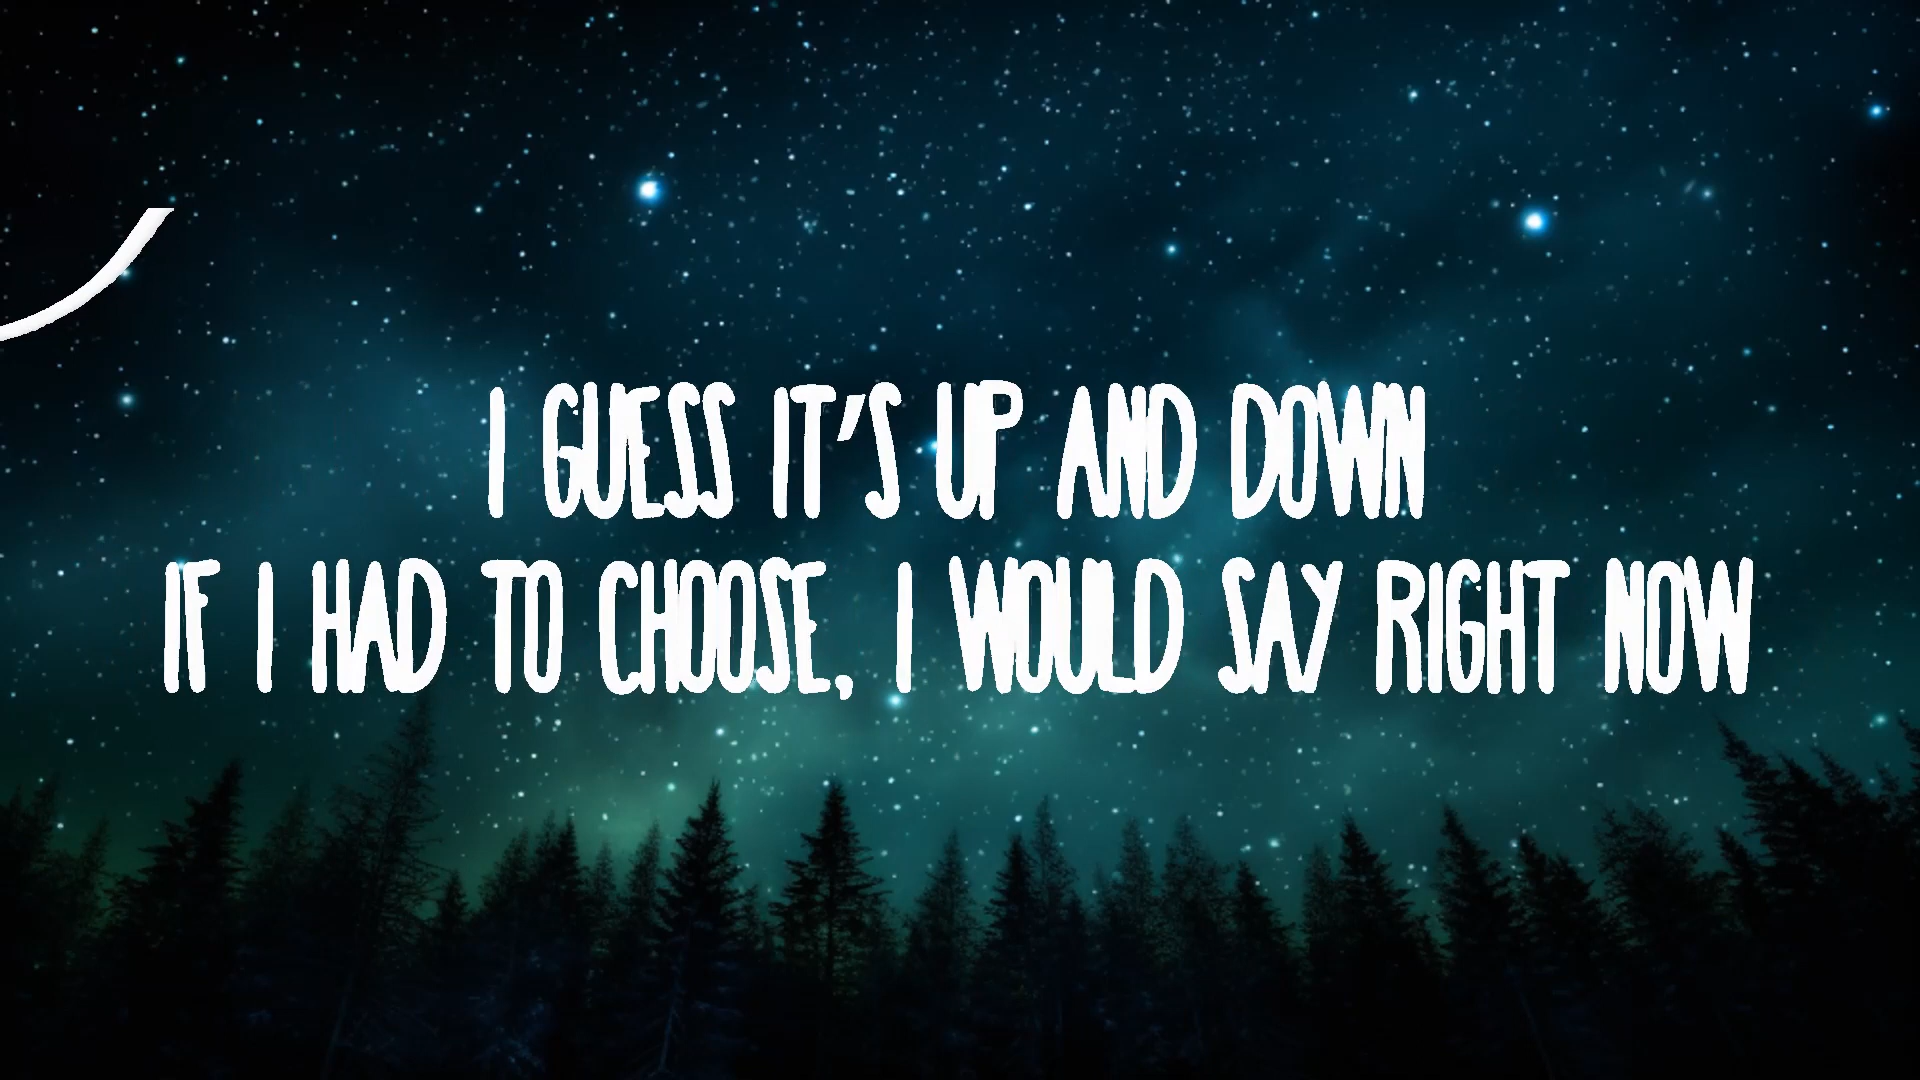 I GUESS IT'S UP AND DOWN
IF I HAD TO CHOOSE, I WOULD SAY RIGHT NOW